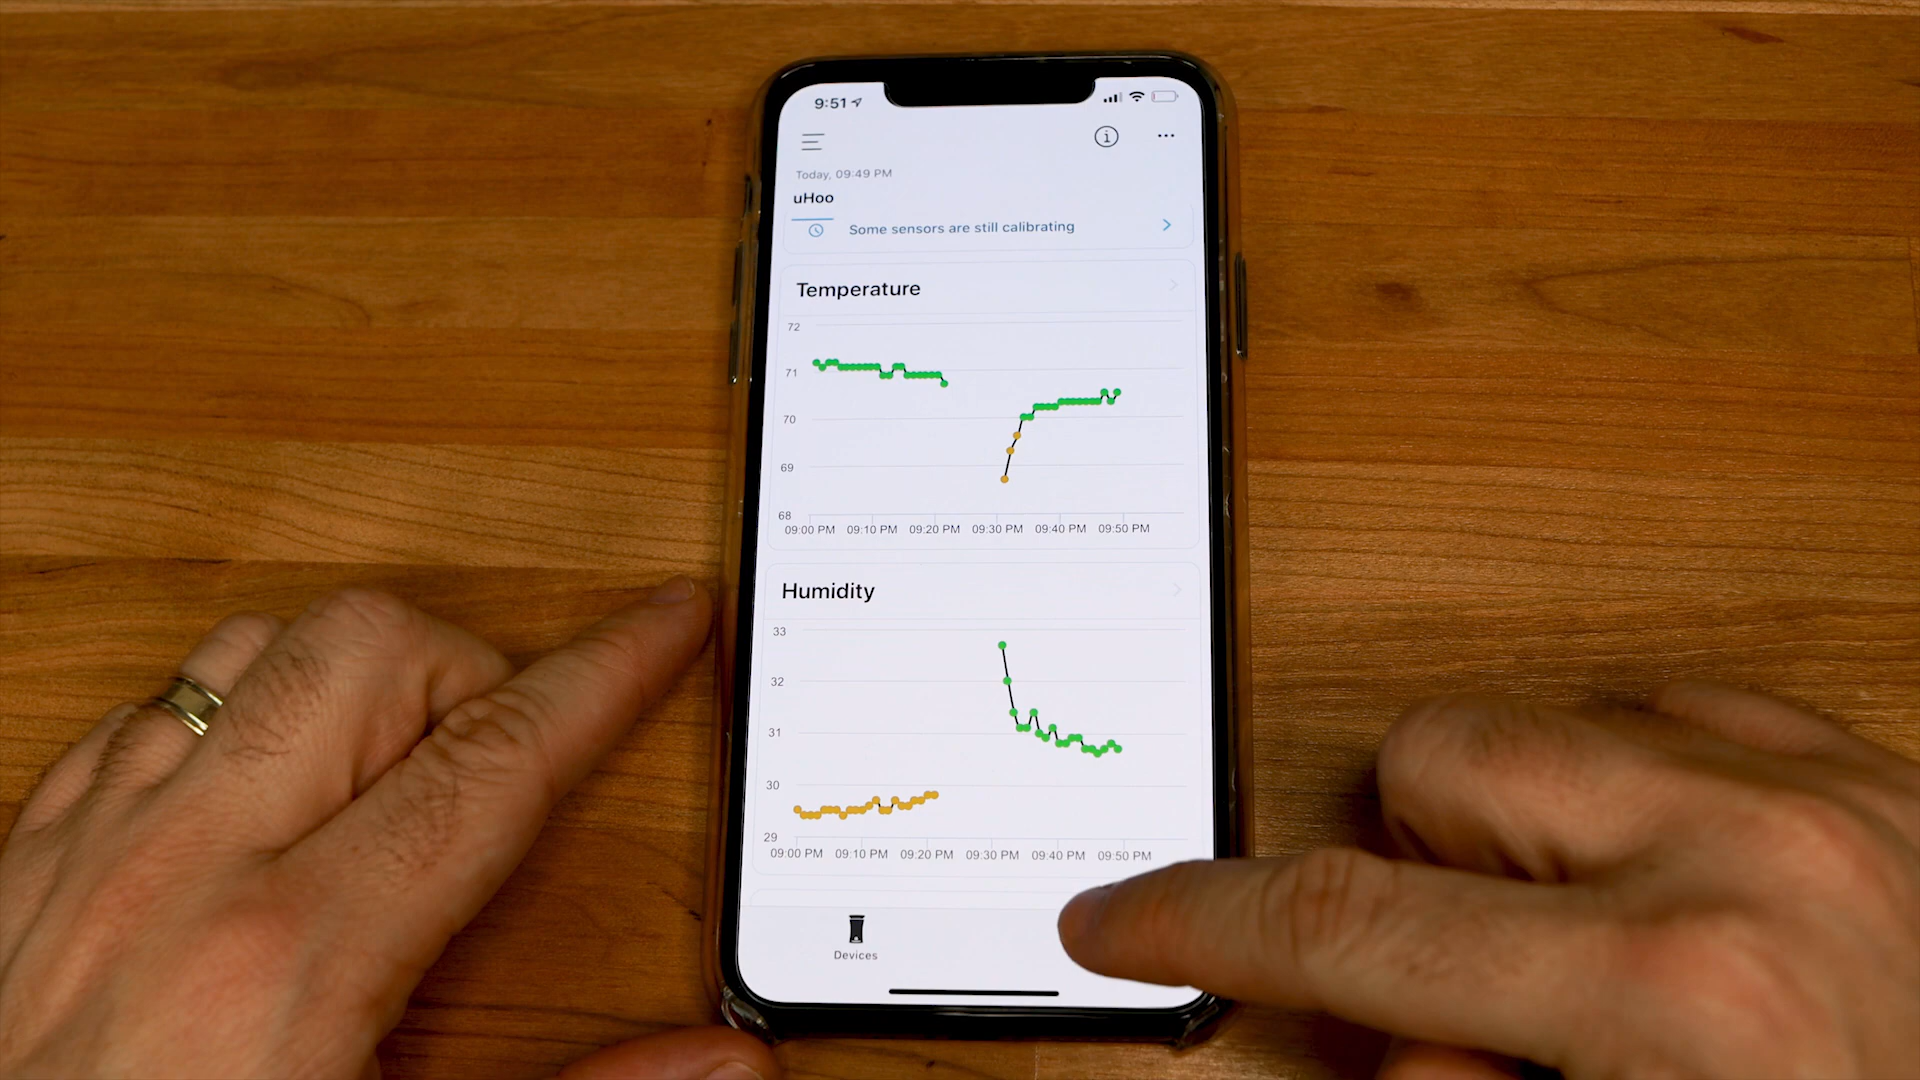 9:51
Today, 09:49 PM
uHoo
Some sensors are still calibrating
Temperature
72
71
70
69
68
09:00 PM 09:10 PM 09:20 PM 09:30 PM 09:40 PM 09:50 PM
Humidity
33
32
31
30
29
09:00 PM 09:10 PM 09:20 PM 09:30 PM 09:40 PM 09:50 PM
Devices